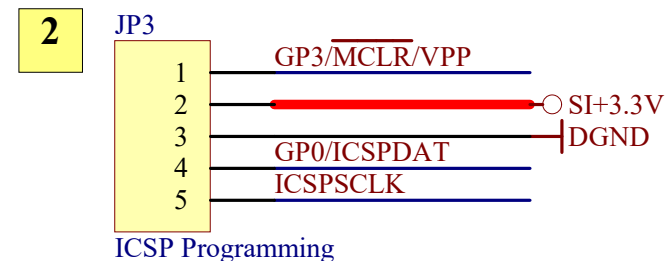 2
JP3
GP3/MCLR/VPP
1
2
SI+3.3V
3
DGND
GP0/ICSPDAT
4
ICSPSCLK
5
ICSP Programming